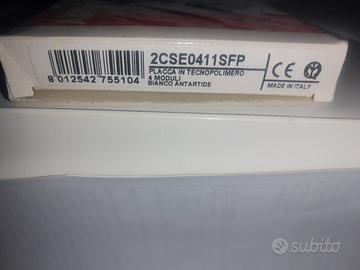 2CSE0411SFP
PLACCA IN TECNOPOLIMERO
4 MODULI
BIANCO ANTARTIDE
8 012542 755104
CE
MADE IN ITALY
subito